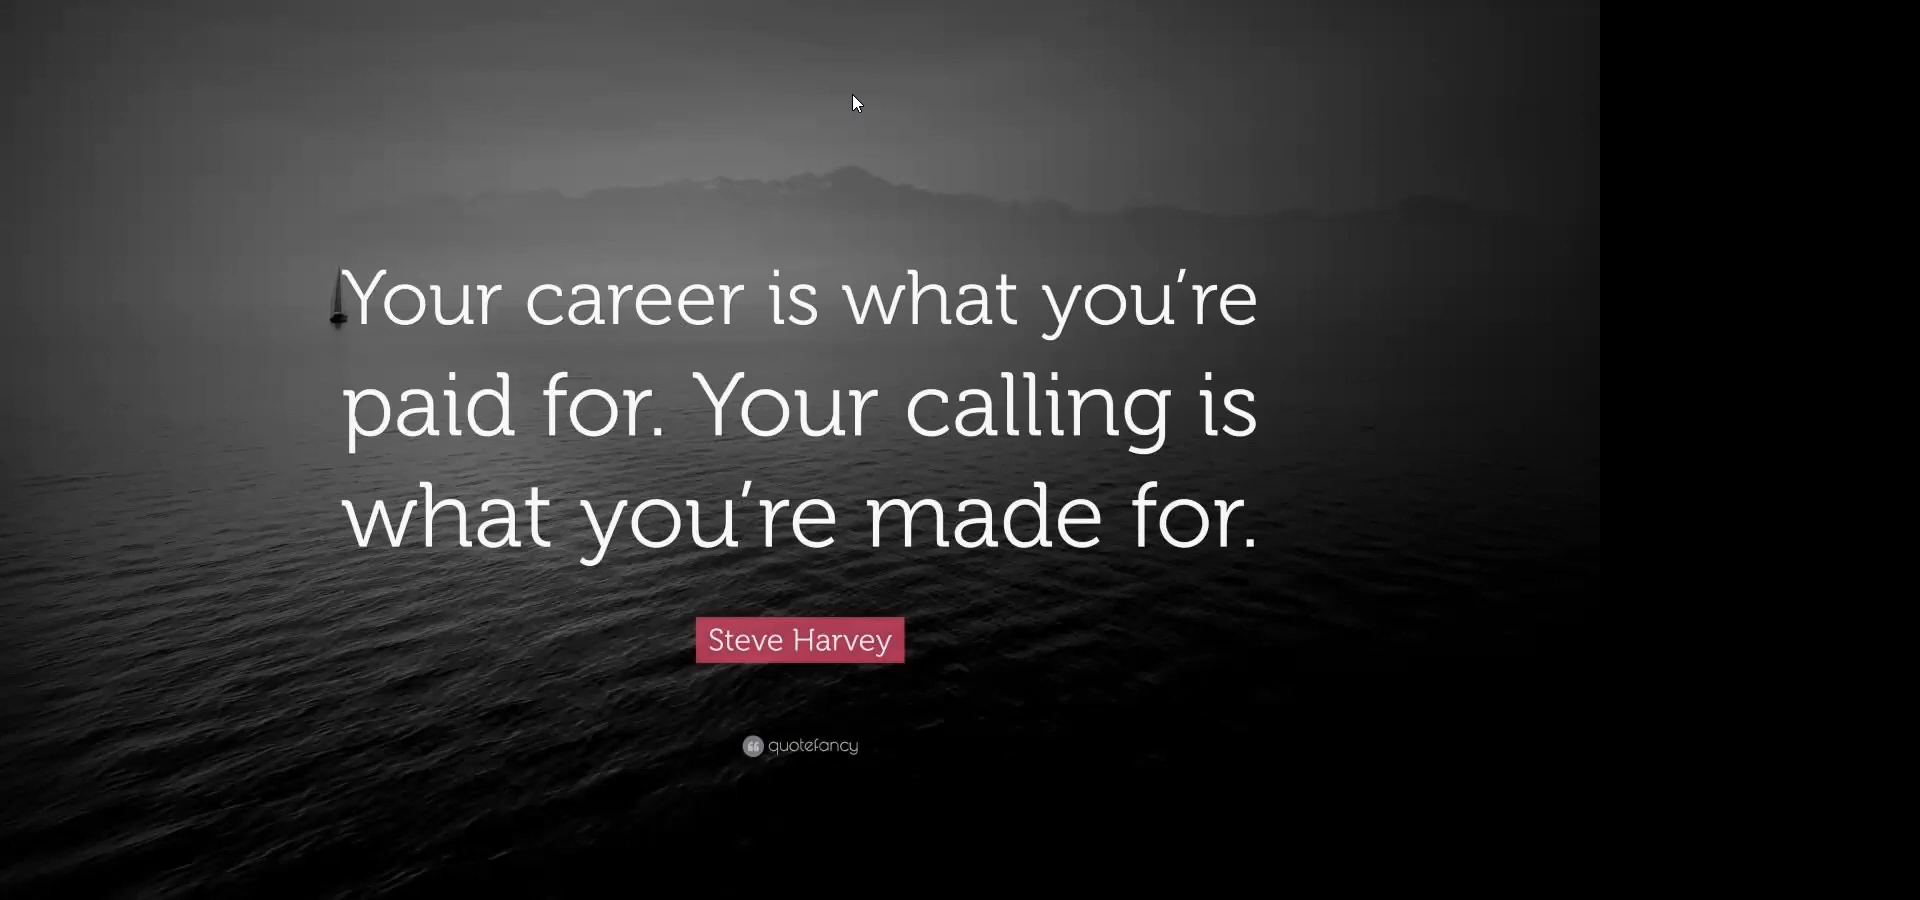 Your career is what you’re
paid for. Your calling is
what you’re made for.
Steve Harvey
quotefancy